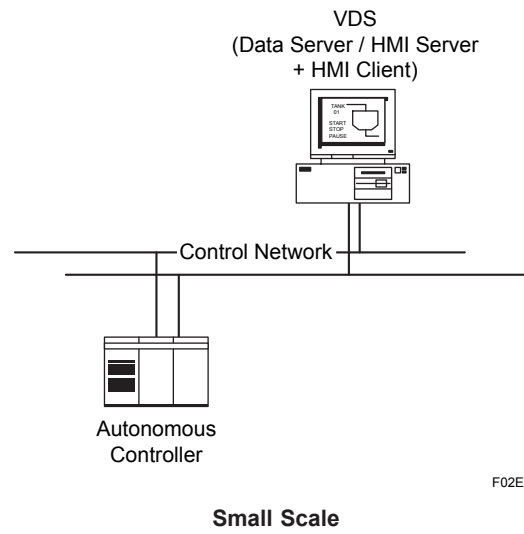 VDS
(Data Server / HMI Server
+ HMI Client)
TANK
01
START
STOP
PAUSE
Control Network
Autonomous
Controller
F02E
Small Scale